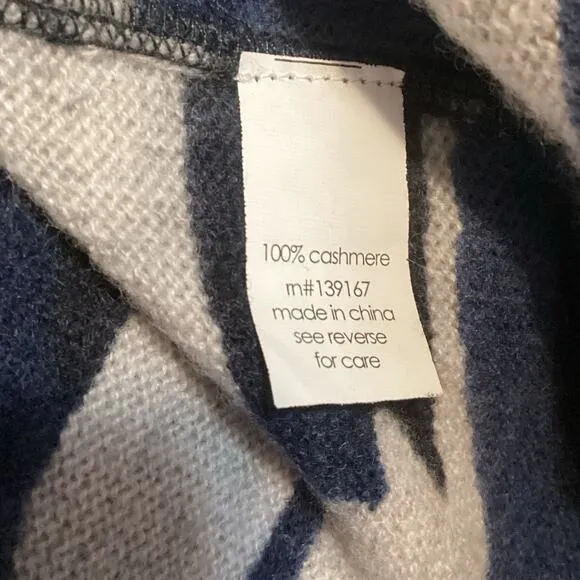 100% cashmere
m#139167
made in china
see reverse
for care